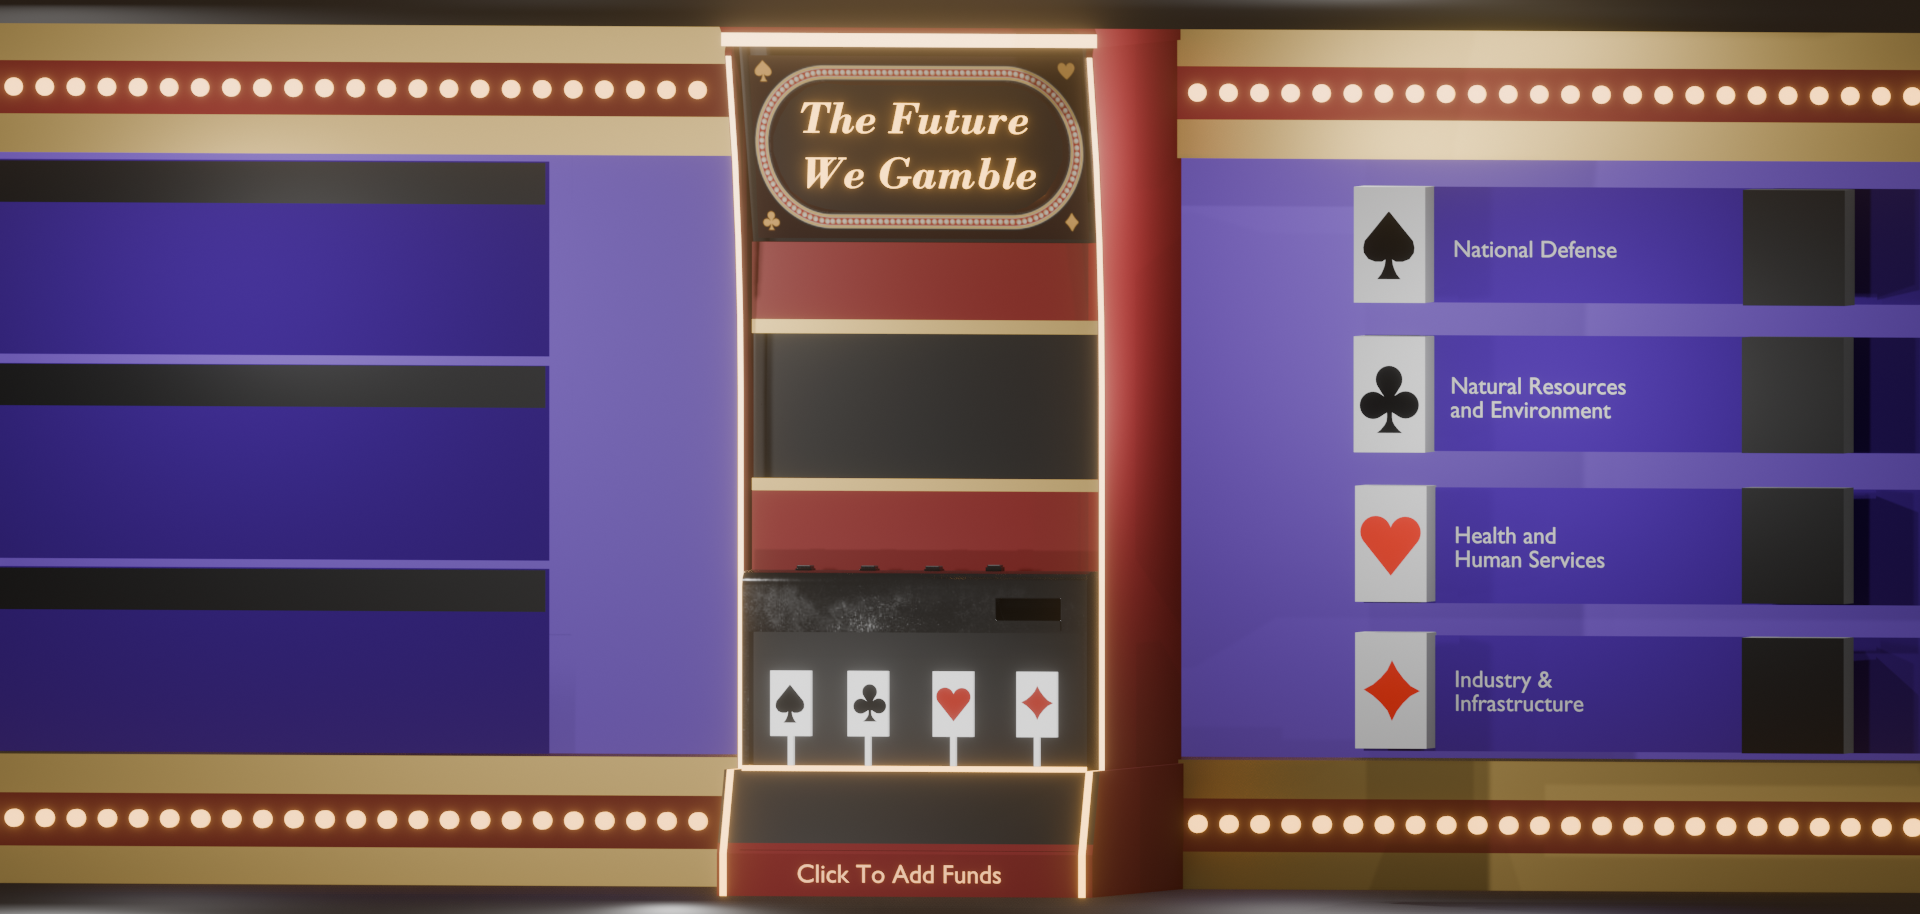 The Future
We Gamble
National Defense
Natural Resources
and Environment
Health and
Human Services
Industry &
Infrastructure
Click To Add Funds